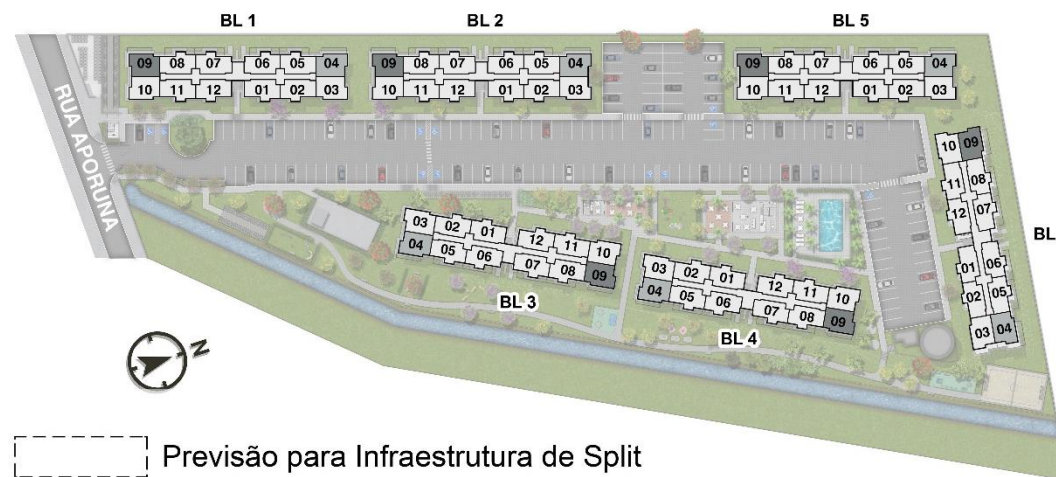 BL 1
BL 2
BL 5
09 08 07 06 05 04
10 11 12 01 02 03
09 08 07 06 05 04
10 11 12 01 02 03
09 08 07 06 05 04
10 11 12 01 02 03
RUA APORUNA
10 09
11 08
12 07
01 06
02 05
03 04
BL
03 02 01 12 11 10
04 05 06 07 08 09
BL 3
03 02 01 12 11 10
04 05 06 07 08 09
BL 4
N
Previsão para Infraestrutura de Split